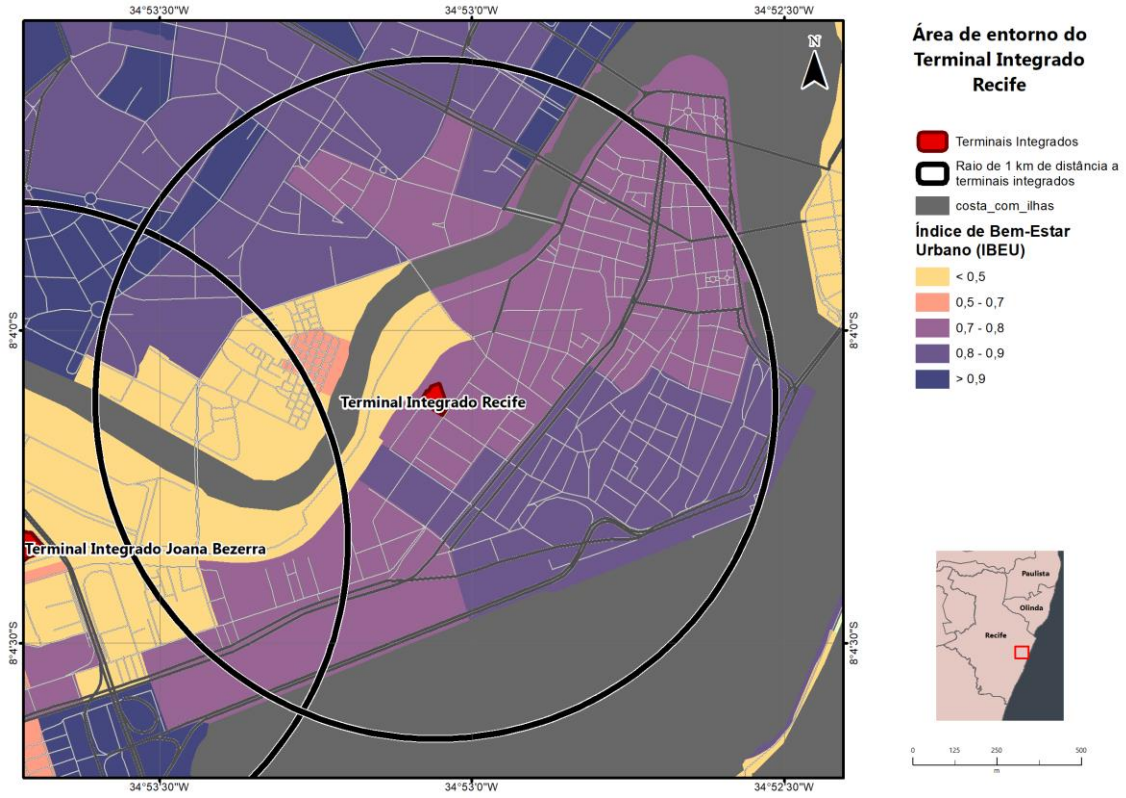 34°53'30"W
34°53'0"W
34°52'30"W
8°4'0"S
8°4'0"S
8°4'30"S
8°4'30"S
N
Terminal Integrado Recife
Terminal Integrado Joana Bezerra
34°53'30"W
34°53'0"W
34°52'30"W
Área de entorno do
Terminal Integrado
Recife
Terminais Integrados
Raio de 1 km de distância a
terminais integrados
costa_com_ilhas
Índice de Bem-Estar
Urbano (IBEU)
< 0,5
0,5 - 0,7
0,7 - 0,8
0,8 - 0,9
> 0,9
Paulista
Olinda
Recife
0 125 250 500
m